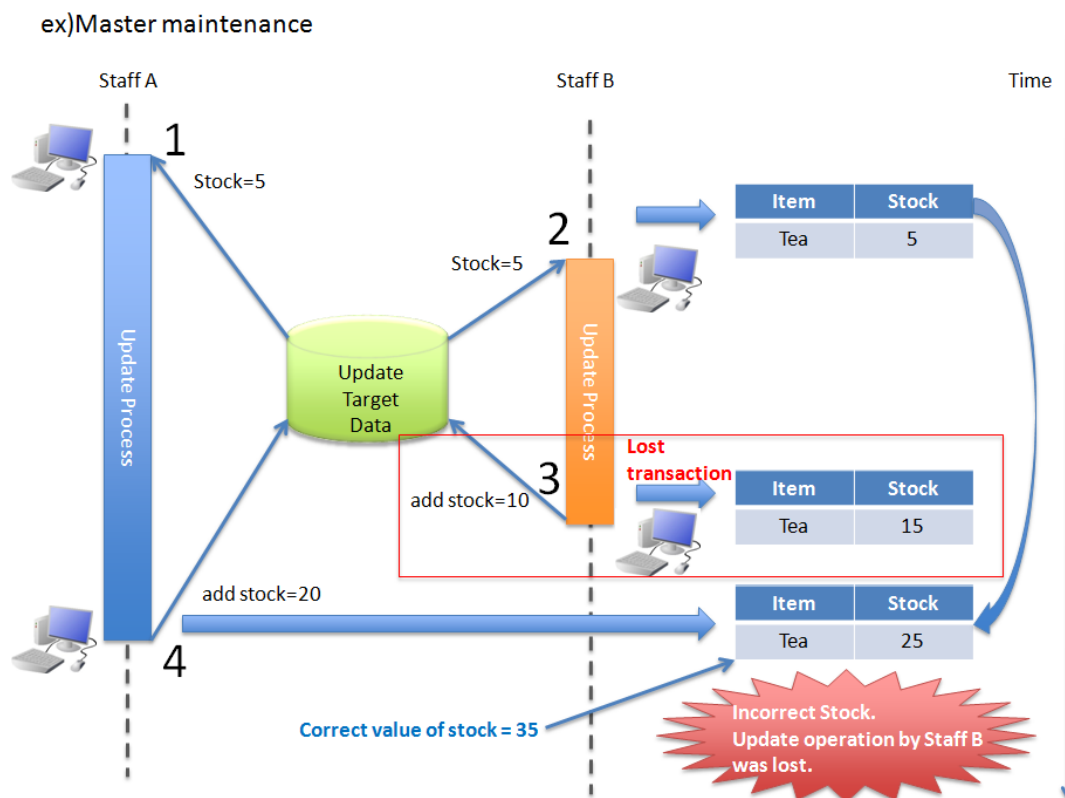 ex)Master maintenance
Staff A
Staff B
Time
1
Stock=5
2
Stock=5
Item Stock
Tea 5
Update Process
Update
Target
Data
Update Process
Lost
transaction
3
add stock=10
Item Stock
Tea 15
add stock=20
4
Item Stock
Tea 25
Correct value of stock = 35
Incorrect Stock.
Update operation by Staff B
was lost.